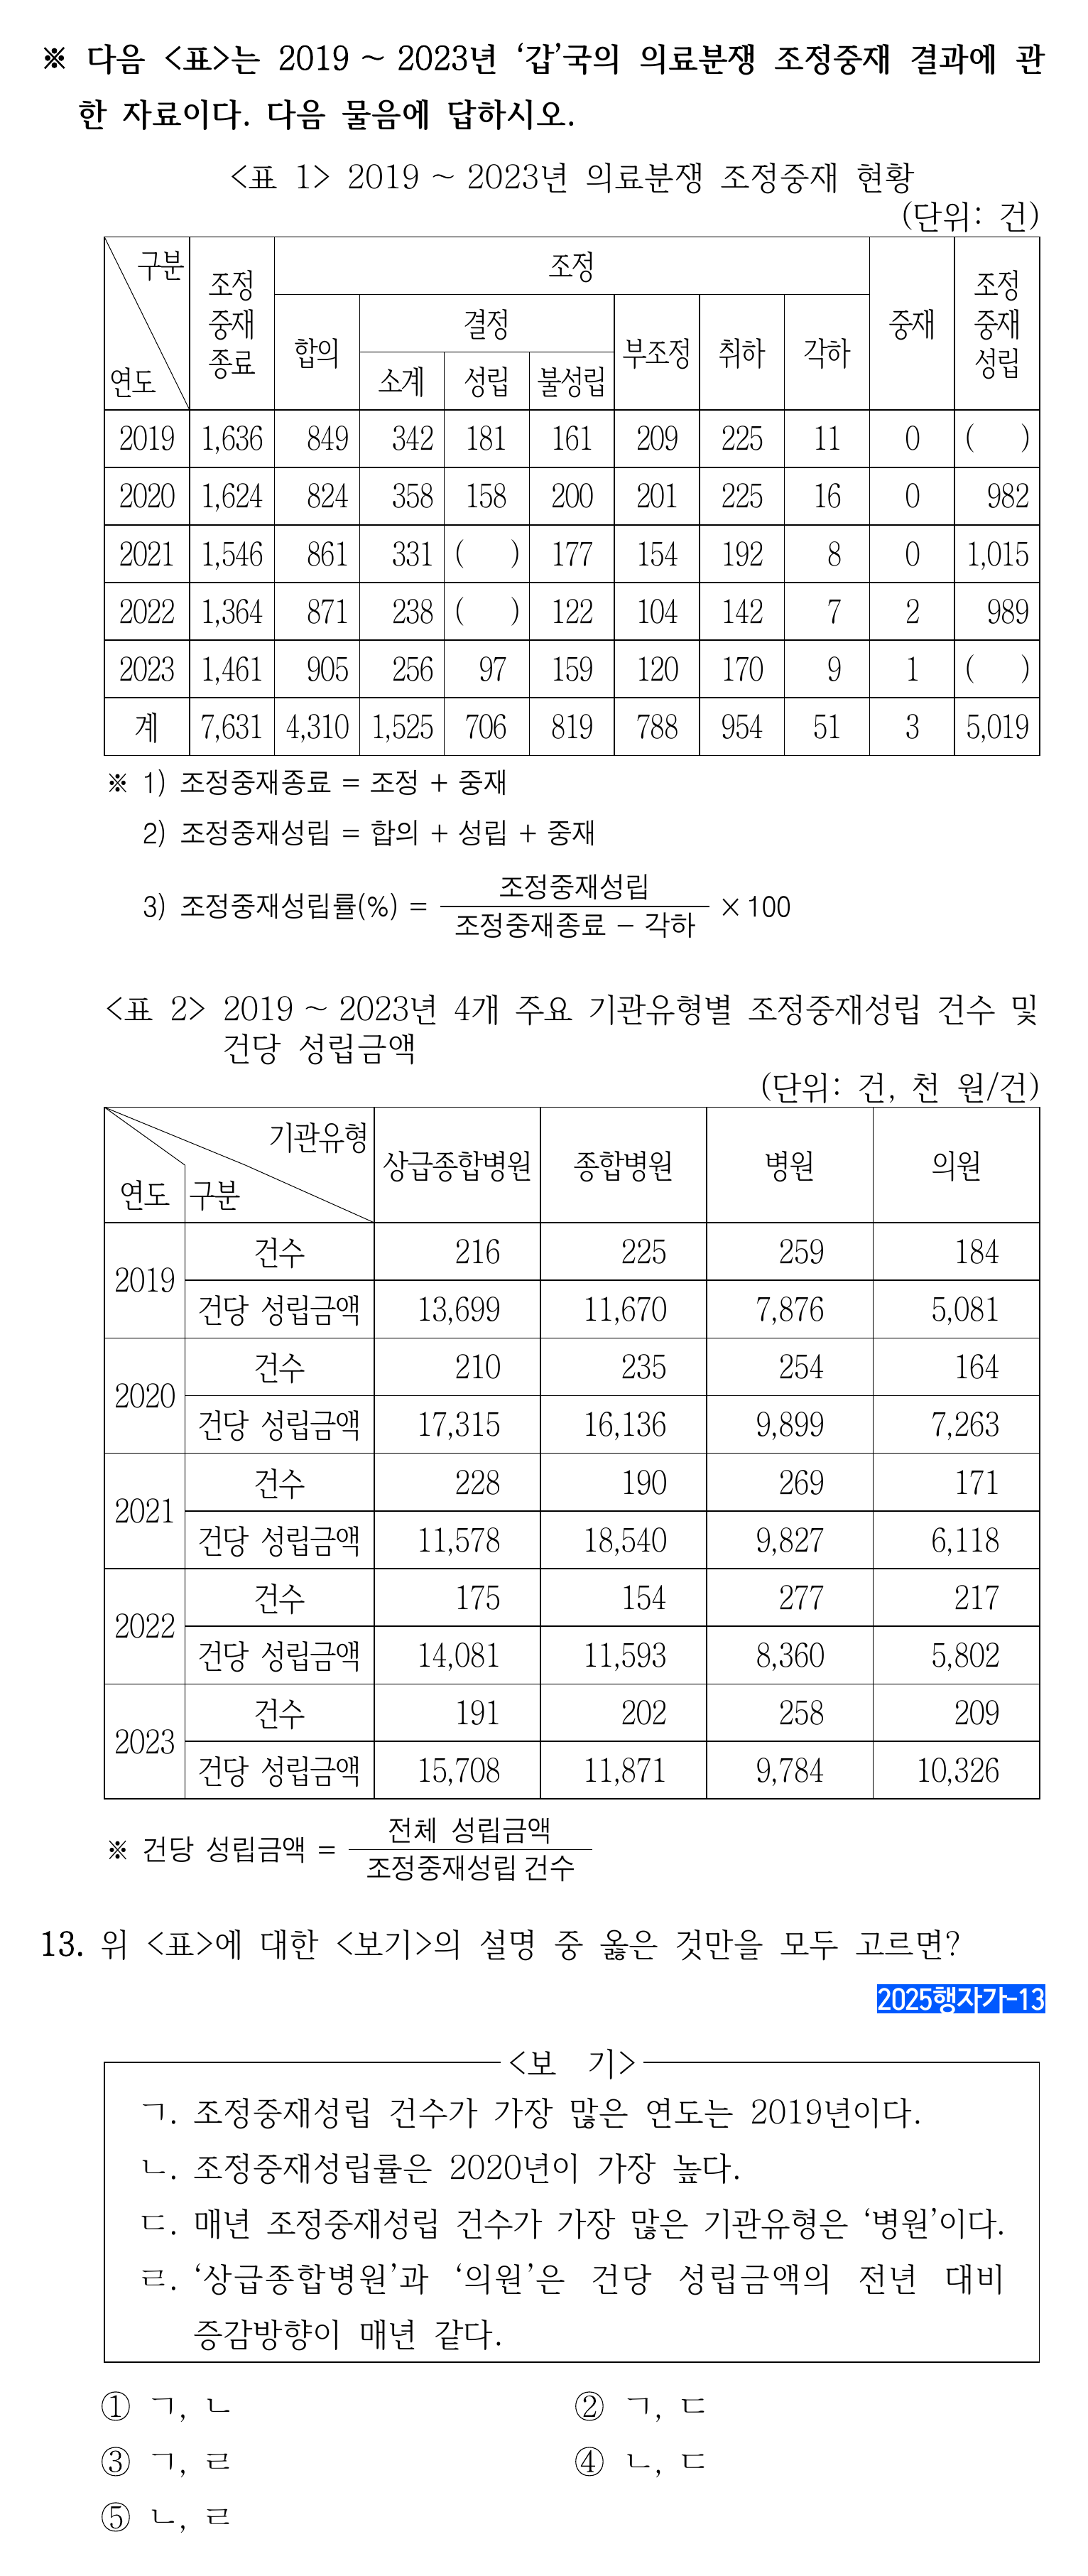 ※ 다음 <표>는 2019 ~ 2023년 ‘갑’국의 의료분쟁 조정중재 결과에 관
한 자료이다. 다음 물음에 답하시오.
<표 1> 2019 ~ 2023년 의료분쟁 조정중재 현황
(단위: 건)
구분 연도 조정중재종료 조정 중재 조정중재성립
합의 결정 부조정 취하 각하
소계 성립 불성립
2019 1,636 849 342 181 161 209 225 11 0 ( )
2020 1,624 824 358 158 200 201 225 16 0 982
2021 1,546 861 331 ( ) 177 154 192 8 0 1,015
2022 1,364 871 238 ( ) 122 104 142 7 2 989
2023 1,461 905 256 97 159 120 170 9 1 ( )
계 7,631 4,310 1,525 706 819 788 954 51 3 5,019
※ 1) 조정중재종료 = 조정 + 중재
2) 조정중재성립 = 합의 + 성립 + 중재
3) 조정중재성립률(%) = 조정중재성립 / 조정중재종료 − 각하 × 100
<표 2> 2019 ~ 2023년 4개 주요 기관유형별 조정중재성립 건수 및
건당 성립금액
(단위: 건, 천 원/건)
기관유형 연도 구분 상급종합병원 종합병원 병원 의원
2019 건수 216 225 259 184
건당 성립금액 13,699 11,670 7,876 5,081
2020 건수 210 235 254 164
건당 성립금액 17,315 16,136 9,899 7,263
2021 건수 228 190 269 171
건당 성립금액 11,578 18,540 9,827 6,118
2022 건수 175 154 277 217
건당 성립금액 14,081 11,593 8,360 5,802
2023 건수 191 202 258 209
건당 성립금액 15,708 11,871 9,784 10,326
※ 건당 성립금액 = 전체 성립금액 / 조정중재성립 건수
13. 위 <표>에 대한 <보기>의 설명 중 옳은 것만을 모두 고르면?
2025행자가-13
<보 기>
ㄱ. 조정중재성립 건수가 가장 많은 연도는 2019년이다.
ㄴ. 조정중재성립률은 2020년이 가장 높다.
ㄷ. 매년 조정중재성립 건수가 가장 많은 기관유형은 ‘병원’이다.
ㄹ. ‘상급종합병원’과 ‘의원’은 건당 성립금액의 전년 대비
증감방향이 매년 같다.
① ㄱ, ㄴ ② ㄱ, ㄷ
③ ㄱ, ㄹ ④ ㄴ, ㄷ
⑤ ㄴ, ㄹ